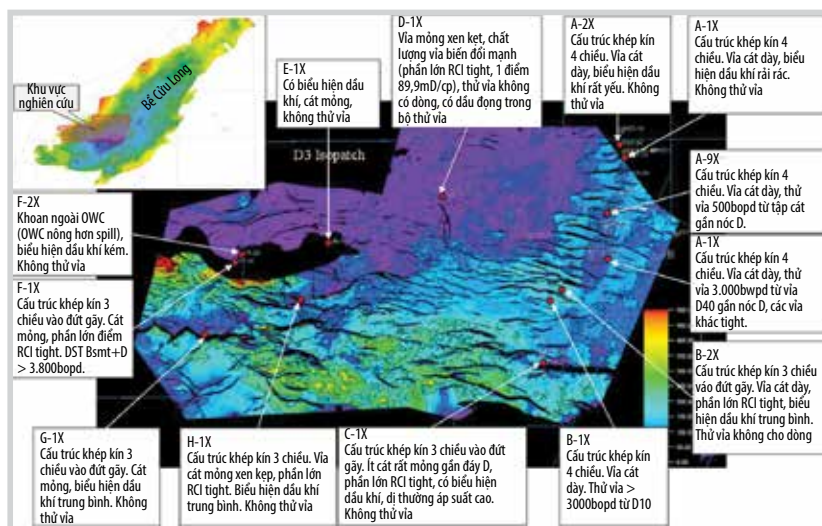 Khu vực
nghiên cứu
Bể Cửu Long
E-1X
Có biểu hiện dầu
khí, cát mỏng,
không thử vỉa
D-1X
Vỉa mỏng xen kẹt, chất
lượng vỉa biến đổi mạnh
(phần lớn RCI tight, 1 điểm
89,9mD/cp), thử vỉa không
có dòng, có dầu đọng trong
bộ thử vỉa
A-2X
Cấu trúc khép kín
4 chiều. Vỉa cát
dày, biểu hiện dầu
khí rất yếu. Không
thử vỉa
A-1X
Cấu trúc khép kín 4
chiều. Vỉa cát dày, biểu
hiện dầu khí rải rác.
Không thử vỉa
D3 Isopatch
A-9X
Cấu trúc khép kín 4
chiều. Vỉa cát dày, thử
vỉa 500bopd từ tập cát
gần nóc D.
A-1X
Cấu trúc khép kín
4 chiều. Vỉa cát dày, thử
vỉa 3.000bwpd từ vỉa
D40 gần nóc D, các vỉa
khác tight.
B-2X
Cấu trúc khép kín 3 chiều
váo đứt gãy. Vỉa cát dày,
phần lớn RCI tight, biểu
hiện dầu khí trung bình.
Thử vỉa không cho dòng
F-2X
Khoan ngoài OWC
(OWC nông hơn spill),
biểu hiện dầu khí kém.
Không thử vỉa
F-1X
Cấu trúc khép kín 3
chiều vào đứt gãy. Cát
mỏng, phần lớn điểm
RCI tight. DST Bsmt+D
> 3.800bopd.
G-1X
Cấu trúc khép kín 3
chiều vào đứt gãy. Cát
mỏng, biểu hiện dầu
khí trung bình. Không
thử vỉa
H-1X
Cấu trúc khép kín 3 chiều. Vỉa
cát mỏng xen kẹp, phần lớn
RCI tight. Biểu hiện dầu khí
trung bình. Không thử vỉa
C-1X
Cấu trúc khép kín 3 chiều vào đứt
gãy. Ít cát rất mỏng gần đáy D,
phần lớn RCI tight, có biểu hiện
dầu khí, dị thường áp suất cao.
Không thử vỉa
B-1X
Cấu trúc khép kín
4 chiều. Vỉa cát
dày. Thử vỉa >
3000bopd từ D10